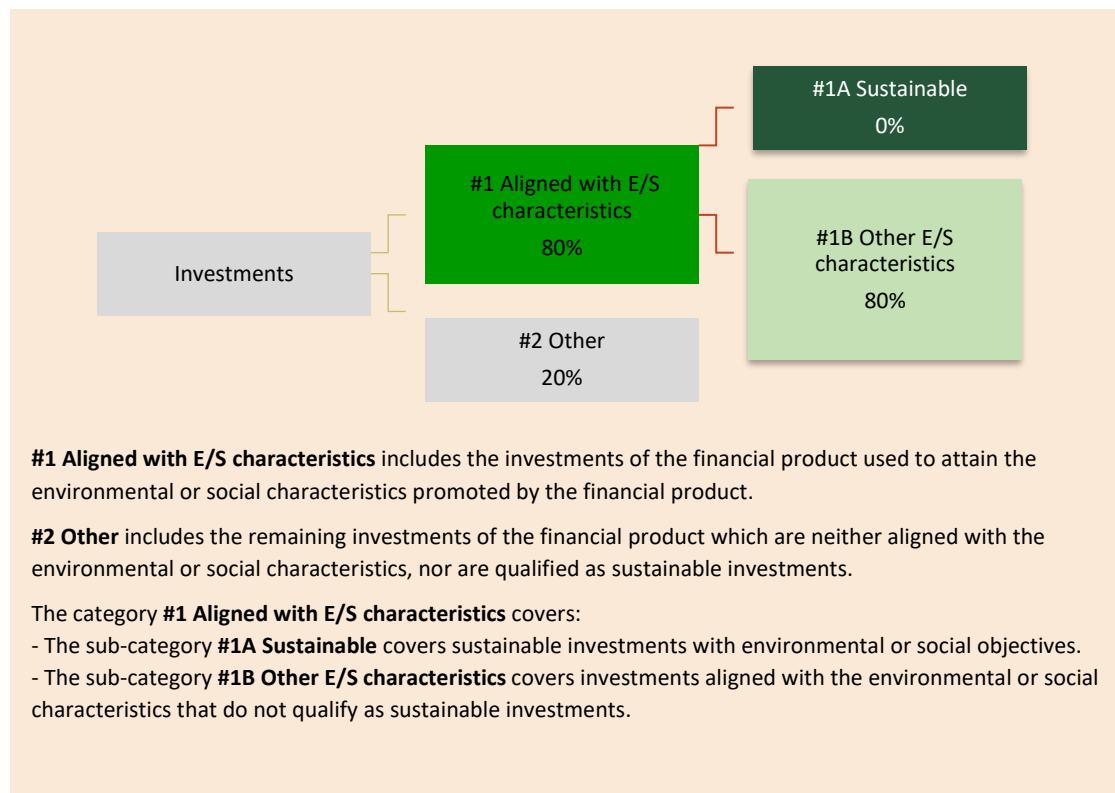 #1A Sustainable
0%
#1 Aligned with E/S
characteristics
80%
#1B Other E/S
characteristics
80%
Investments
#2 Other
20%
#1 Aligned with E/S characteristics includes the investments of the financial product used to attain the
environmental or social characteristics promoted by the financial product.
#2 Other includes the remaining investments of the financial product which are neither aligned with the
environmental or social characteristics, nor are qualified as sustainable investments.
The category #1 Aligned with E/S characteristics covers:
- The sub-category #1A Sustainable covers sustainable investments with environmental or social objectives.
- The sub-category #1B Other E/S characteristics covers investments aligned with the environmental or social
characteristics that do not qualify as sustainable investments.